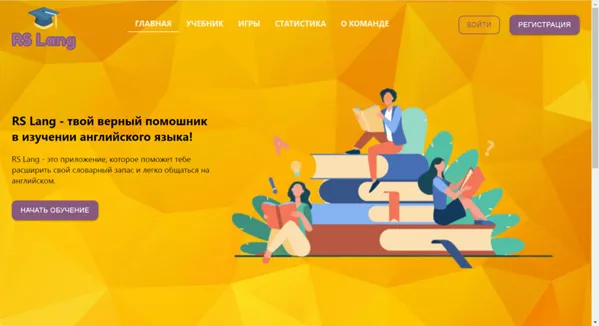 RS Lang
ГЛАВНАЯ УЧЕБНИК ИГРЫ СТАТИСТИКА О КОМАНДЕ
ВОЙТИ РЕГИСТРАЦИЯ
RS Lang - твой верный помошник
в изучении английского языка!
RS Lang - это приложение, которое поможет тебе
расширить свой словарный запас и легко общаться на
английском.
НАЧАТЬ ОБУЧЕНИЕ
A